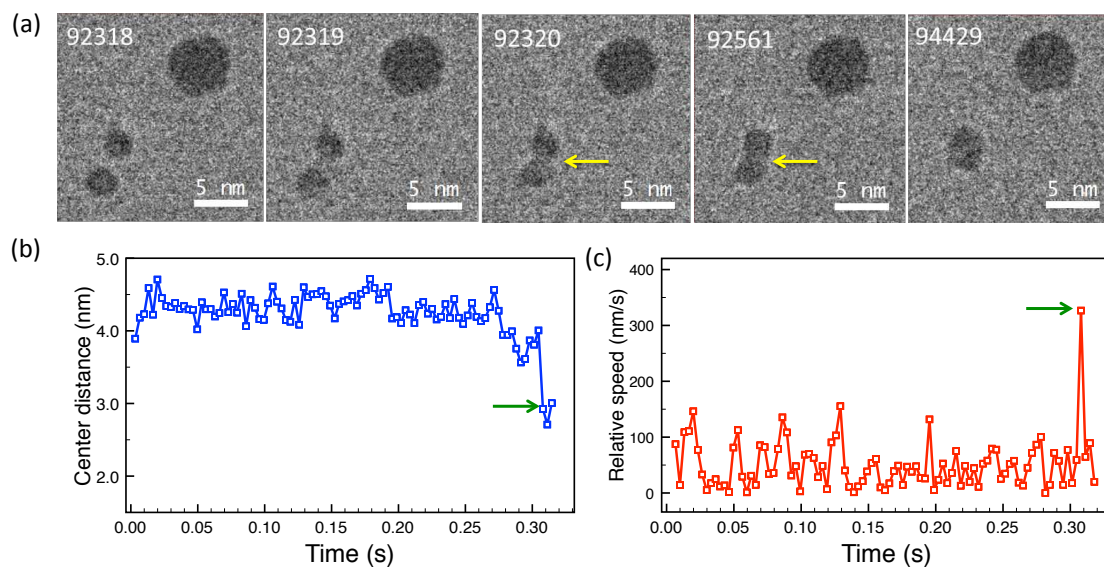 (a)
92318
92319
92320
92561
94429
5 nm
5 nm
5 nm
5 nm
5 nm
(b)
5.0
4.0
3.0
2.0
Center distance (nm)
0.00
0.05
0.10
0.15
0.20
0.25
0.30
Time (s)
(c)
400
300
200
100
0
Relative speed (nm/s)
0.00
0.05
0.10
0.15
0.20
0.25
0.30
Time (s)